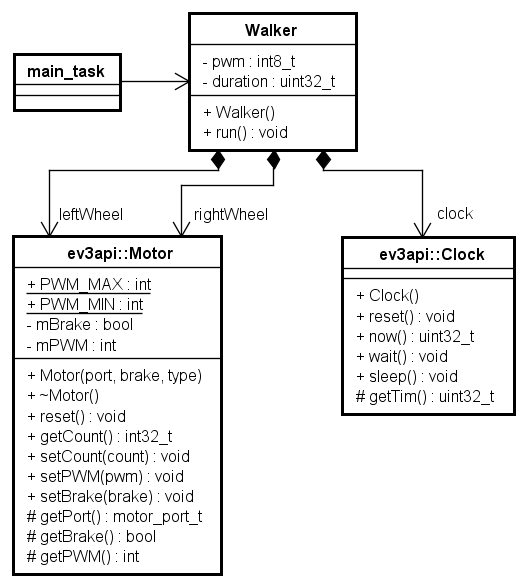 Walker
- pwm : int8_t
- duration : uint32_t
+ Walker()
+ run() : void
main_task
leftWheel
rightWheel
clock
ev3api::Motor
+ PWM_MAX : int
+ PWM_MIN : int
- mBrake : bool
- mPWM : int
+ Motor(port, brake, type)
+ ~Motor()
+ reset() : void
+ getCount() : int32_t
+ setCount(count) : void
+ setPWM(pwm) : void
+ setBrake(brake) : void
# getPort() : motor_port_t
# getBrake() : bool
# getPWM() : int
ev3api::Clock
+ Clock()
+ reset() : void
+ now() : uint32_t
+ wait() : void
+ sleep() : void
# getTim() : uint32_t